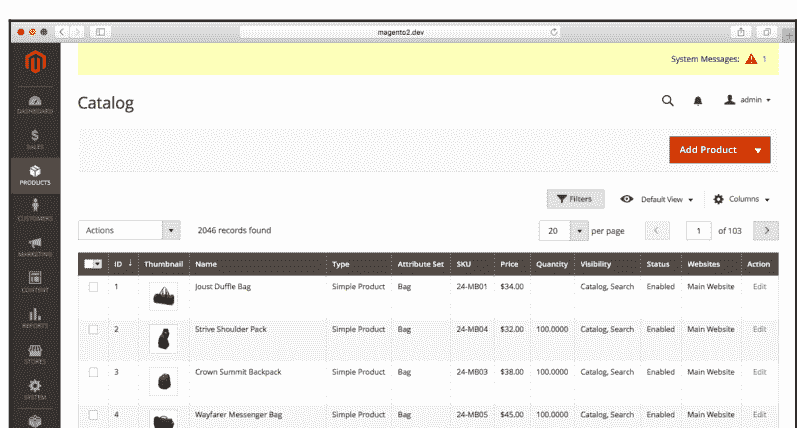 magento2.dev
System Messages: 1
Catalog
admin
Add Product
DASHBOARD
SALES
PRODUCTS
CUSTOMERS
MARKETING
CONTENT
REPORTS
STORES
SYSTEM
Filters Default View Columns
Actions 2046 records found 20 per page 1 of 103
ID ↓ Thumbnail Name Type Attribute Set SKU Price Quantity Visibility Status Websites Action
1 Joust Duffle Bag Simple Product Bag 24-MB01 $34.00 Catalog, Search Enabled Main Website Edit
2 Strive Shoulder Pack Simple Product Bag 24-MB04 $32.00 100.0000 Catalog, Search Enabled Main Website Edit
3 Crown Summit Backpack Simple Product Bag 24-MB03 $38.00 100.0000 Catalog, Search Enabled Main Website Edit
4 Wayfarer Messenger Bag Simple Product Bag 24-MB05 $45.00 100.0000 Catalog, Search Enabled Main Website Edit